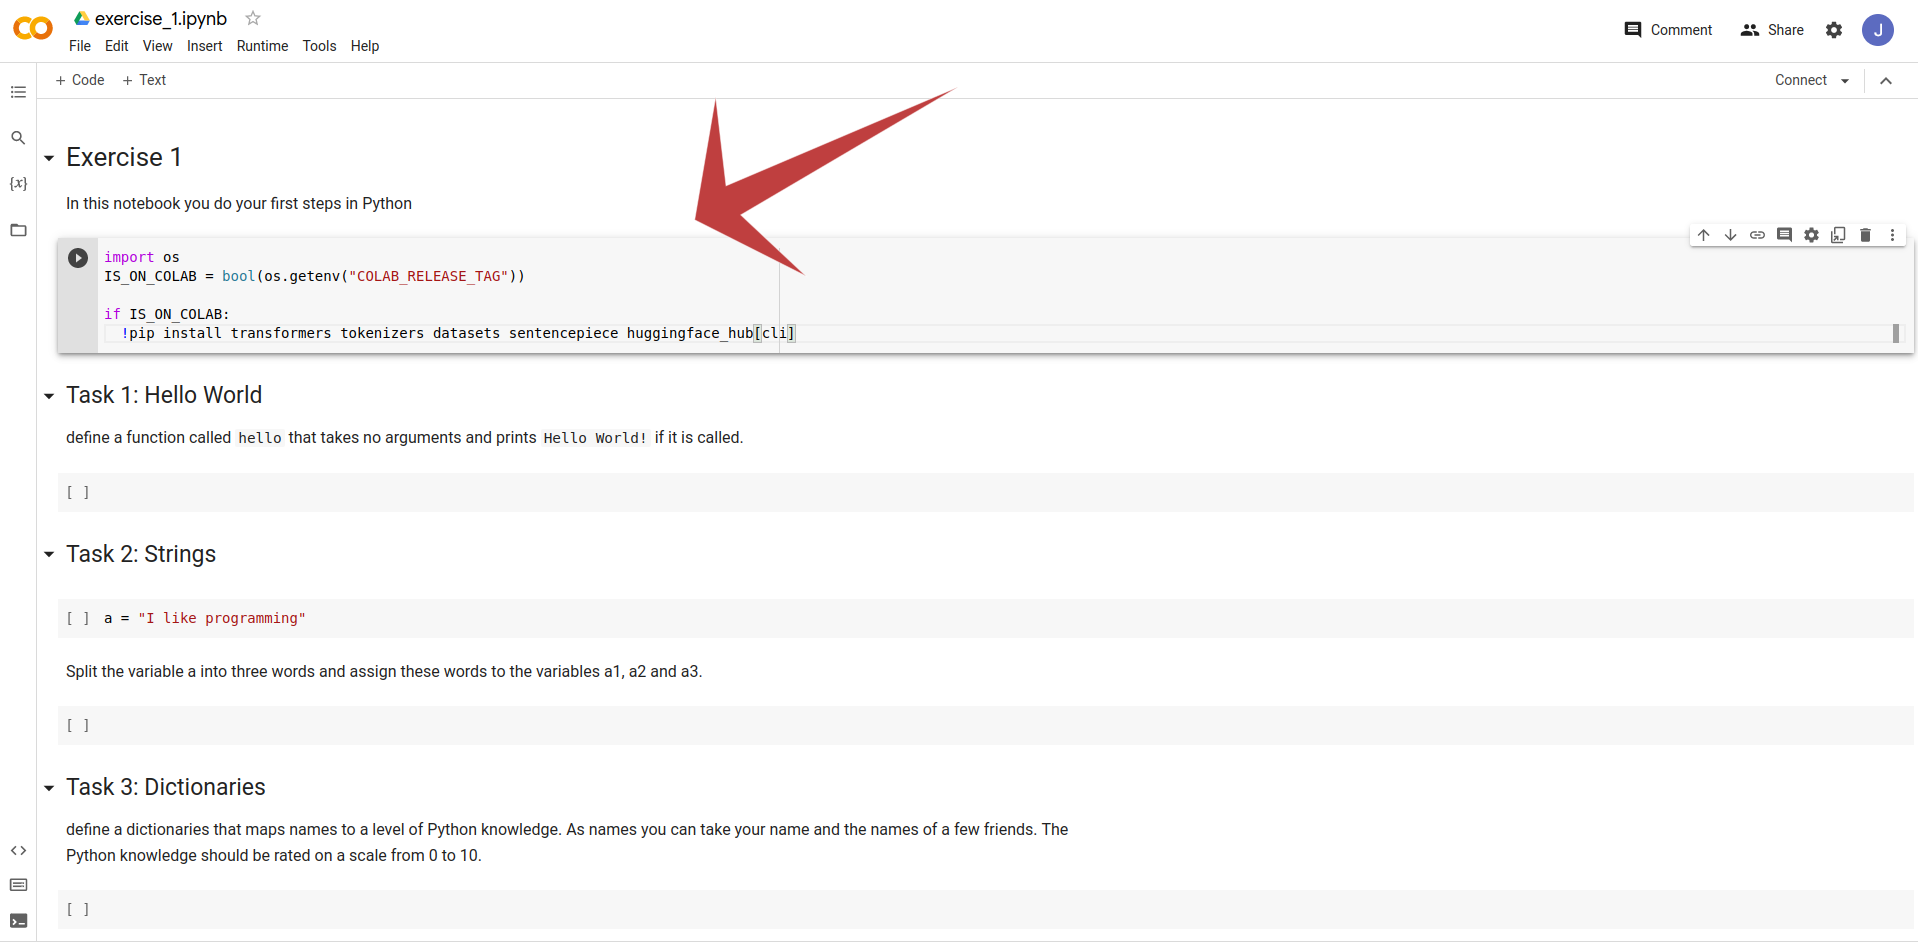 exercise_1.ipynb
File Edit View Insert Runtime Tools Help
Comment Share J
+ Code + Text
Connect
Exercise 1
In this notebook you do your first steps in Python
import os
IS_ON_COLAB = bool(os.getenv("COLAB_RELEASE_TAG"))
if IS_ON_COLAB:
!pip install transformers tokenizers datasets sentencepiece huggingface_hub[cli]
Task 1: Hello World
define a function called hello that takes no arguments and prints Hello World! if it is called.
[ ]
Task 2: Strings
[ ] a = "I like programming"
Split the variable a into three words and assign these words to the variables a1, a2 and a3.
[ ]
Task 3: Dictionaries
define a dictionaries that maps names to a level of Python knowledge. As names you can take your name and the names of a few friends. The
Python knowledge should be rated on a scale from 0 to 10.
[ ]